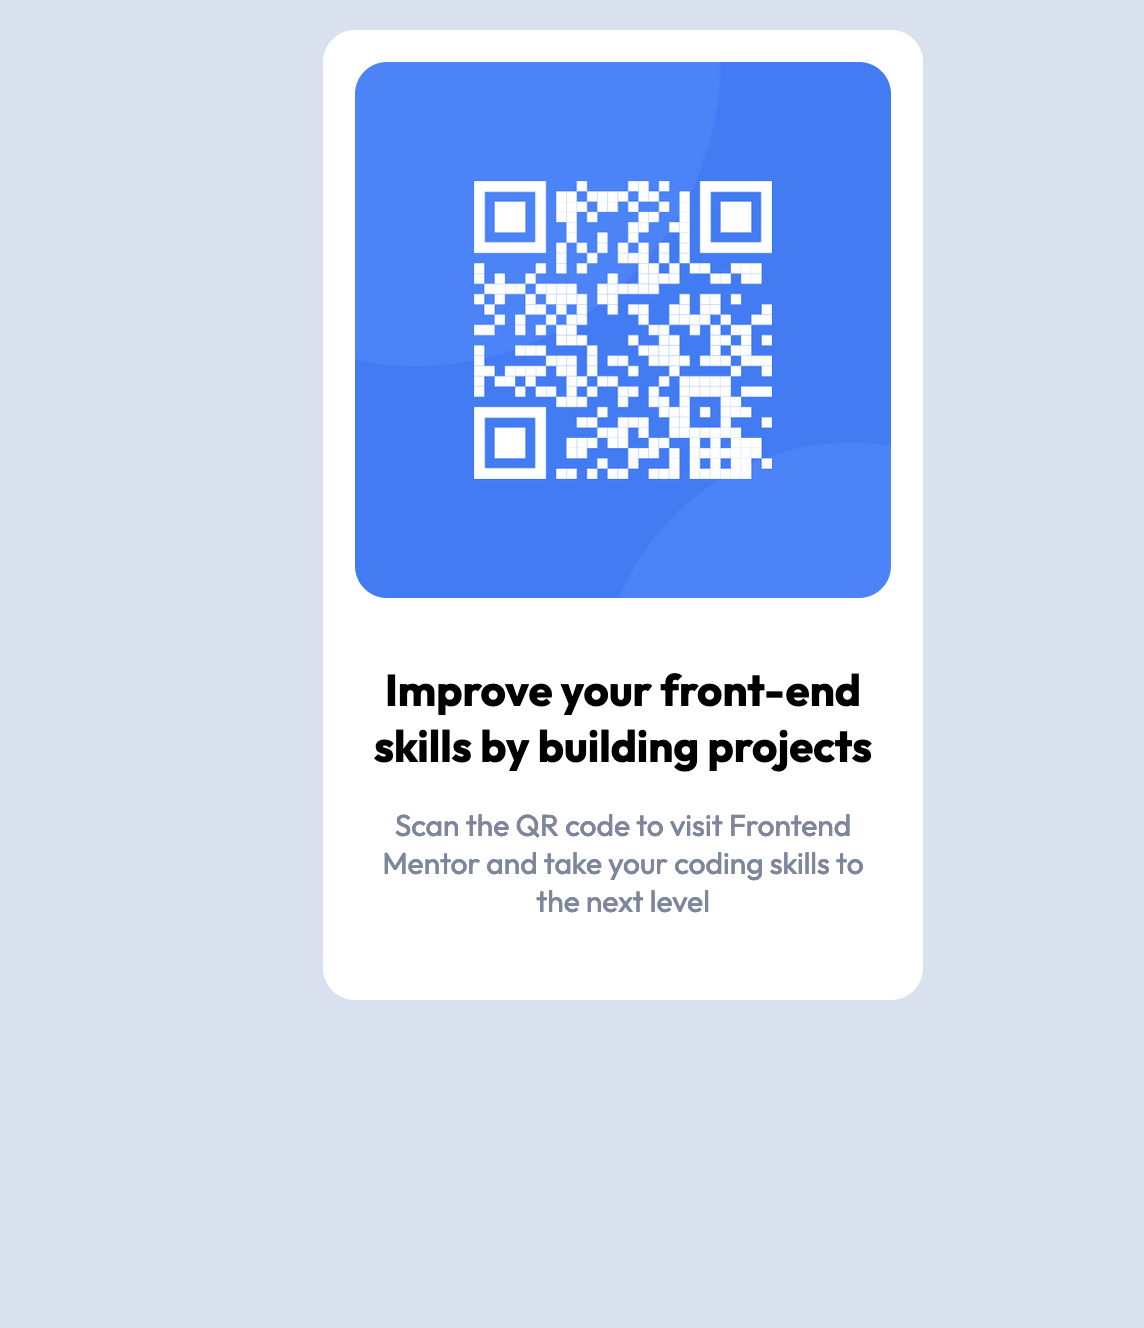 Improve your front-end
skills by building projects
Scan the QR code to visit Frontend
Mentor and take your coding skills to
the next level